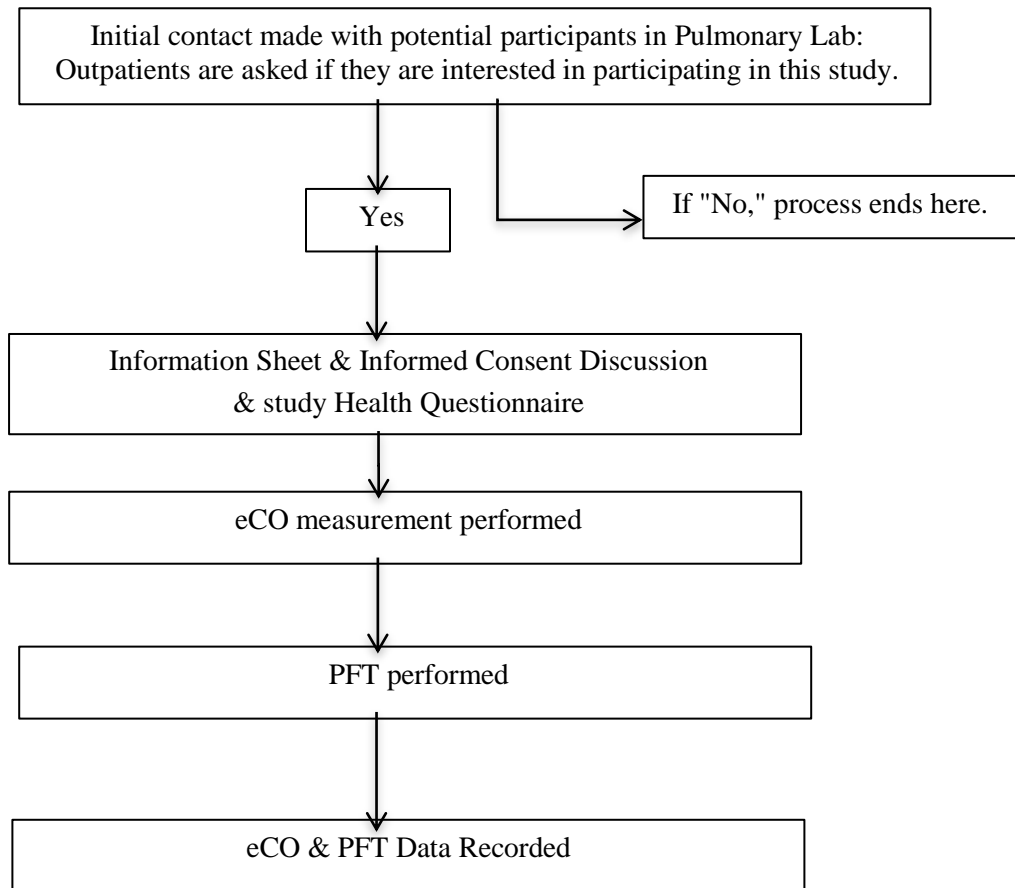 Initial contact made with potential participants in Pulmonary Lab:
Outpatients are asked if they are interested in participating in this study.
Yes
If "No," process ends here.
Information Sheet & Informed Consent Discussion
& study Health Questionnaire
eCO measurement performed
PFT performed
eCO & PFT Data Recorded